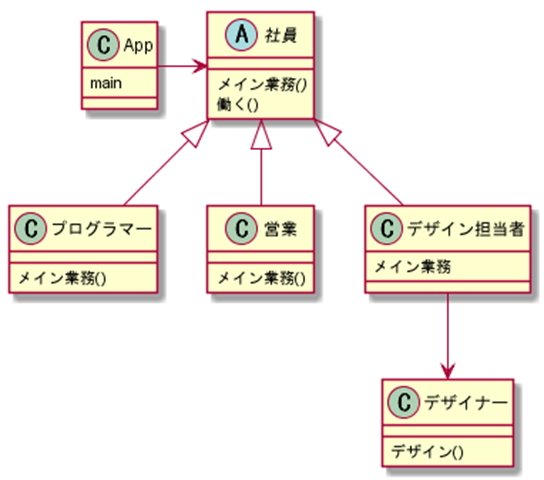 C App
main
A 社員
メイン業務()
働く()
C プログラマー
メイン業務()
C 営業
メイン業務()
C デザイン担当者
メイン業務
C デザイナー
デザイン()